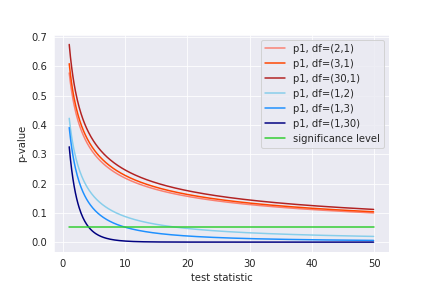 0.7
0.6
0.5
0.4
0.3
0.2
0.1
0.0
p-value
p1, df=(2,1)
p1, df=(3,1)
p1, df=(30,1)
p1, df=(1,2)
p1, df=(1,3)
p1, df=(1,30)
significance level
0 10 20 30 40 50
test statistic